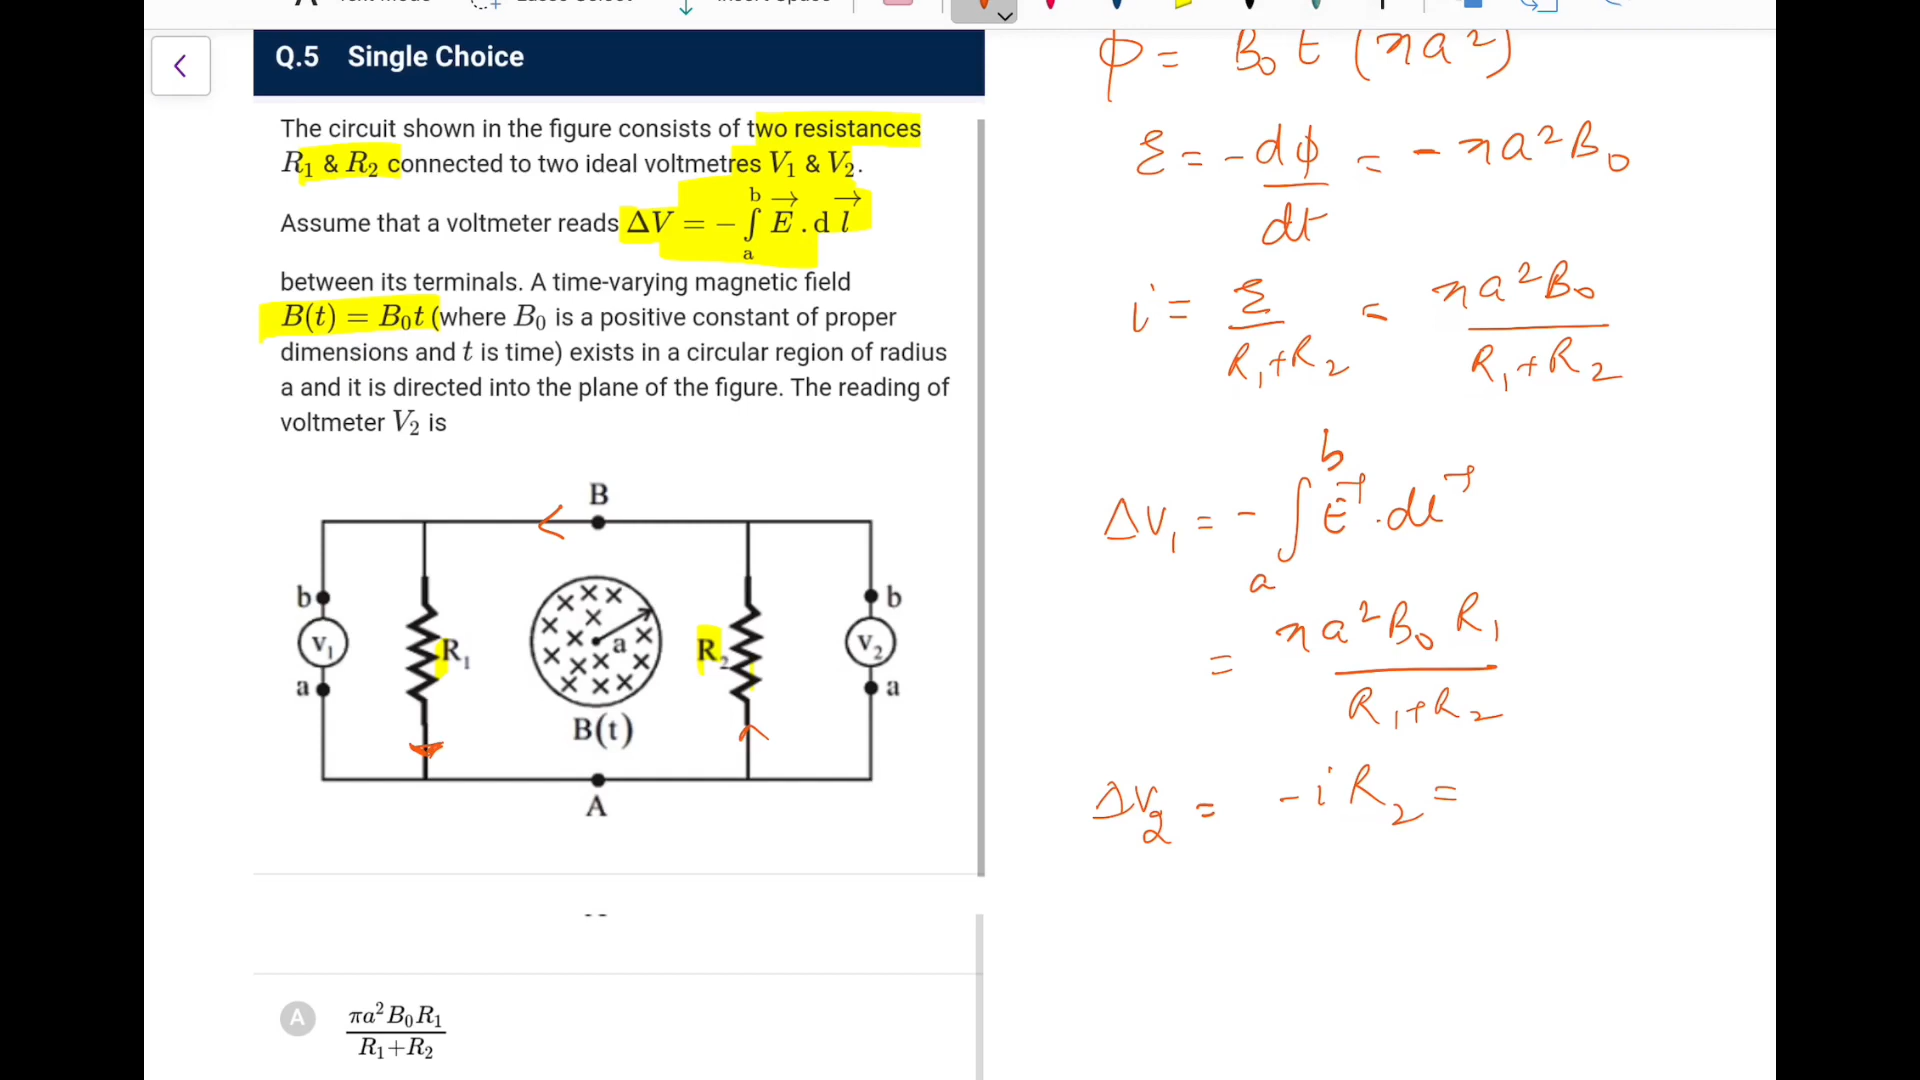 Q.5 Single Choice
The circuit shown in the figure consists of two resistances
R₁ & R₂ connected to two ideal voltmetres V₁ & V₂.
Assume that a voltmeter reads ΔV = −∫ₐᵇ E⃗ . d l⃗
between its terminals. A time-varying magnetic field
B(t) = B₀t (where B₀ is a positive constant of proper
dimensions and t is time) exists in a circular region of radius
a and it is directed into the plane of the figure. The reading of
voltmeter V₂ is
B
b
b
V₁
R₁
a
R₂
V₂
a
a
B(t)
A
A
πa²B₀R₁
R₁+R₂
ϕ = B₀ t (πa²)
ε = -dϕ/dt = - πa²B₀
i = ε/(R₁+R₂) = πa²B₀/(R₁+R₂)
ΔV₁ = - ∫ₐᵇ E⃗ . dl⃗
= πa²B₀ R₁/(R₁+R₂)
ΔV₂ = - i R₂ =